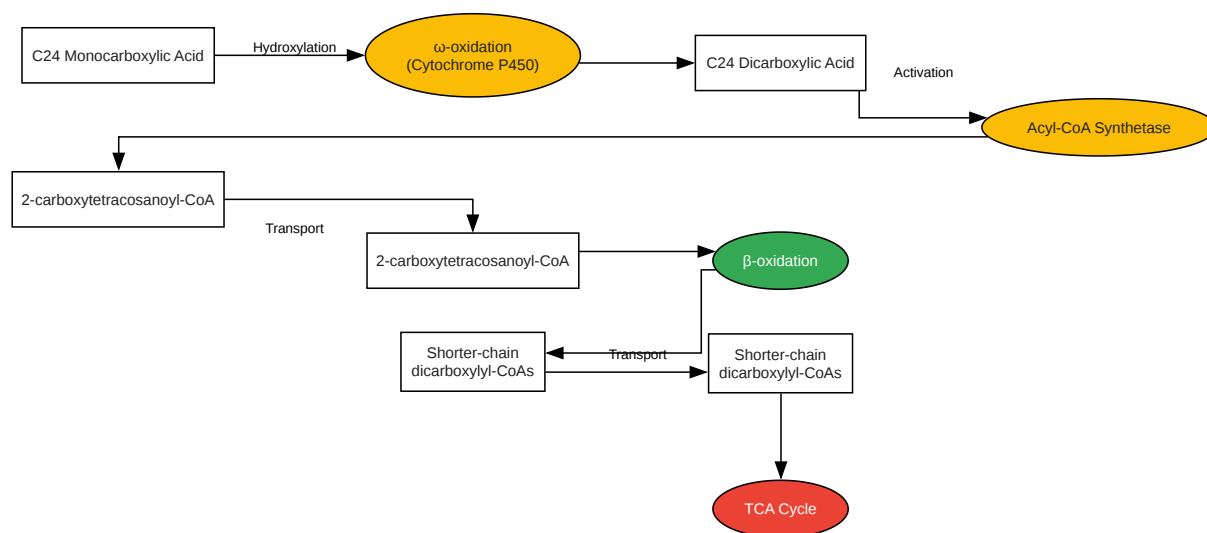 C24 Monocarboxylic Acid
Hydroxylation
ω-oxidation
(Cytochrome P450)
C24 Dicarboxylic Acid
Activation
Acyl-CoA Synthetase
2-carboxytetracosanoyl-CoA
Transport
2-carboxytetracosanoyl-CoA
β-oxidation
Shorter-chain
dicarboxylyl-CoAs
Transport
Shorter-chain
dicarboxylyl-CoAs
TCA Cycle